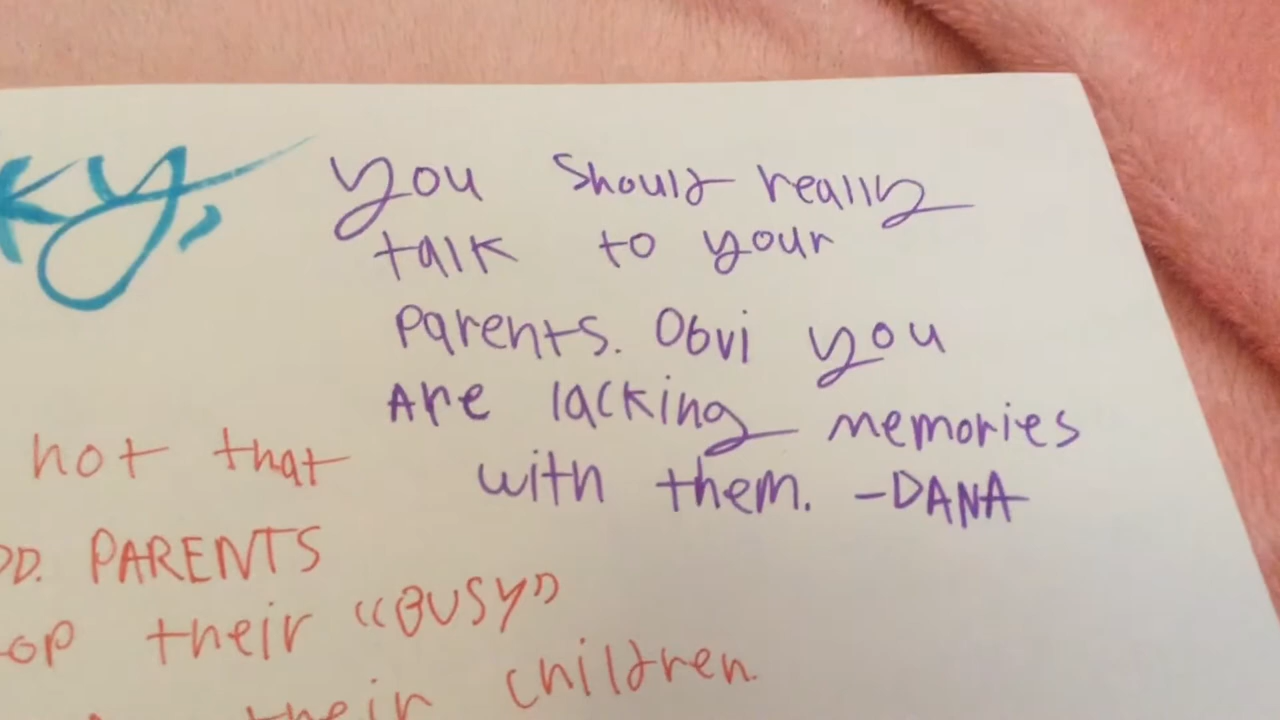 ky,
You should really
talk to your
parents. Obvi you
Are lacking memories
with them. -DANA
not that
PARENTS
their "BUSY"
their children.